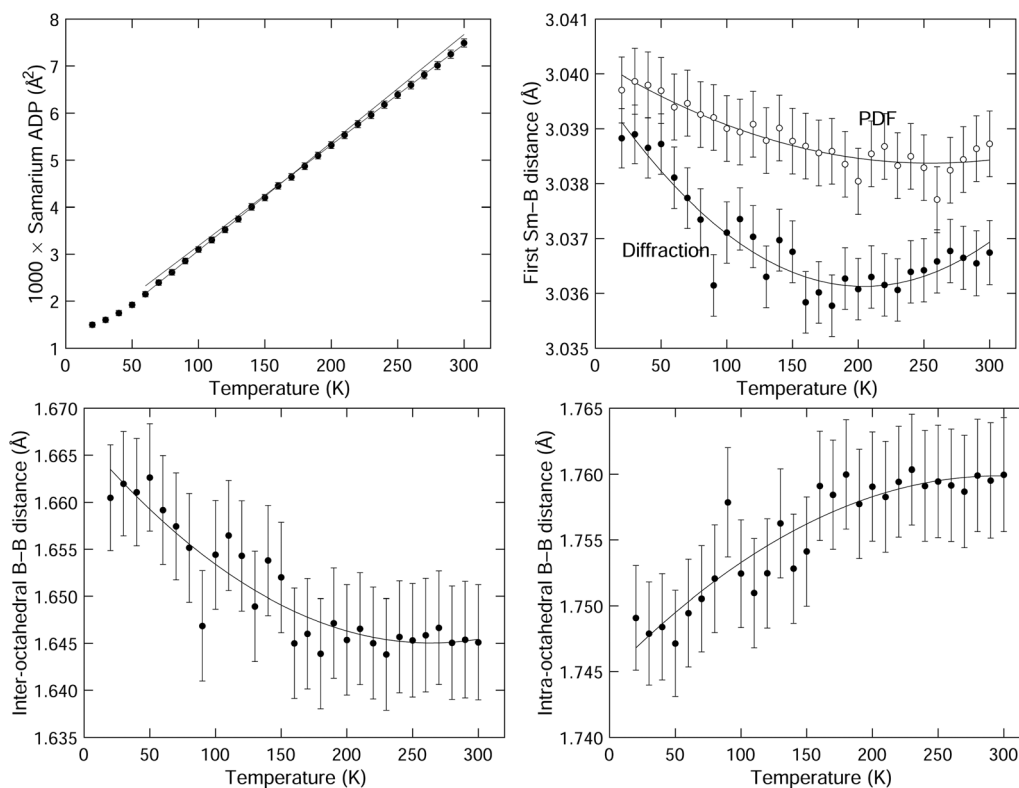 1000 × Samarium ADP (Å²)
8
7
6
5
4
3
2
1
0 50 100 150 200 250 300
Temperature (K)
First Sm−B distance (Å)
3.041
3.040
3.039
3.038
3.037
3.036
3.035
PDF
Diffraction
0 50 100 150 200 250 300
Temperature (K)
Inter-octahedral B−B distance (Å)
1.670
1.665
1.660
1.655
1.650
1.645
1.640
1.635
0 50 100 150 200 250 300
Temperature (K)
Intra-octahedral B−B distance (Å)
1.765
1.760
1.755
1.750
1.745
1.740
0 50 100 150 200 250 300
Temperature (K)